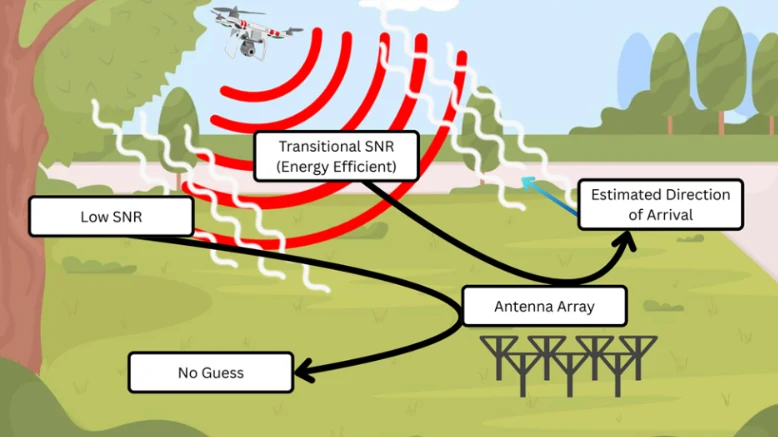 Transitional SNR
(Energy Efficient)
Low SNR
Estimated Direction
of Arrival
Antenna Array
No Guess